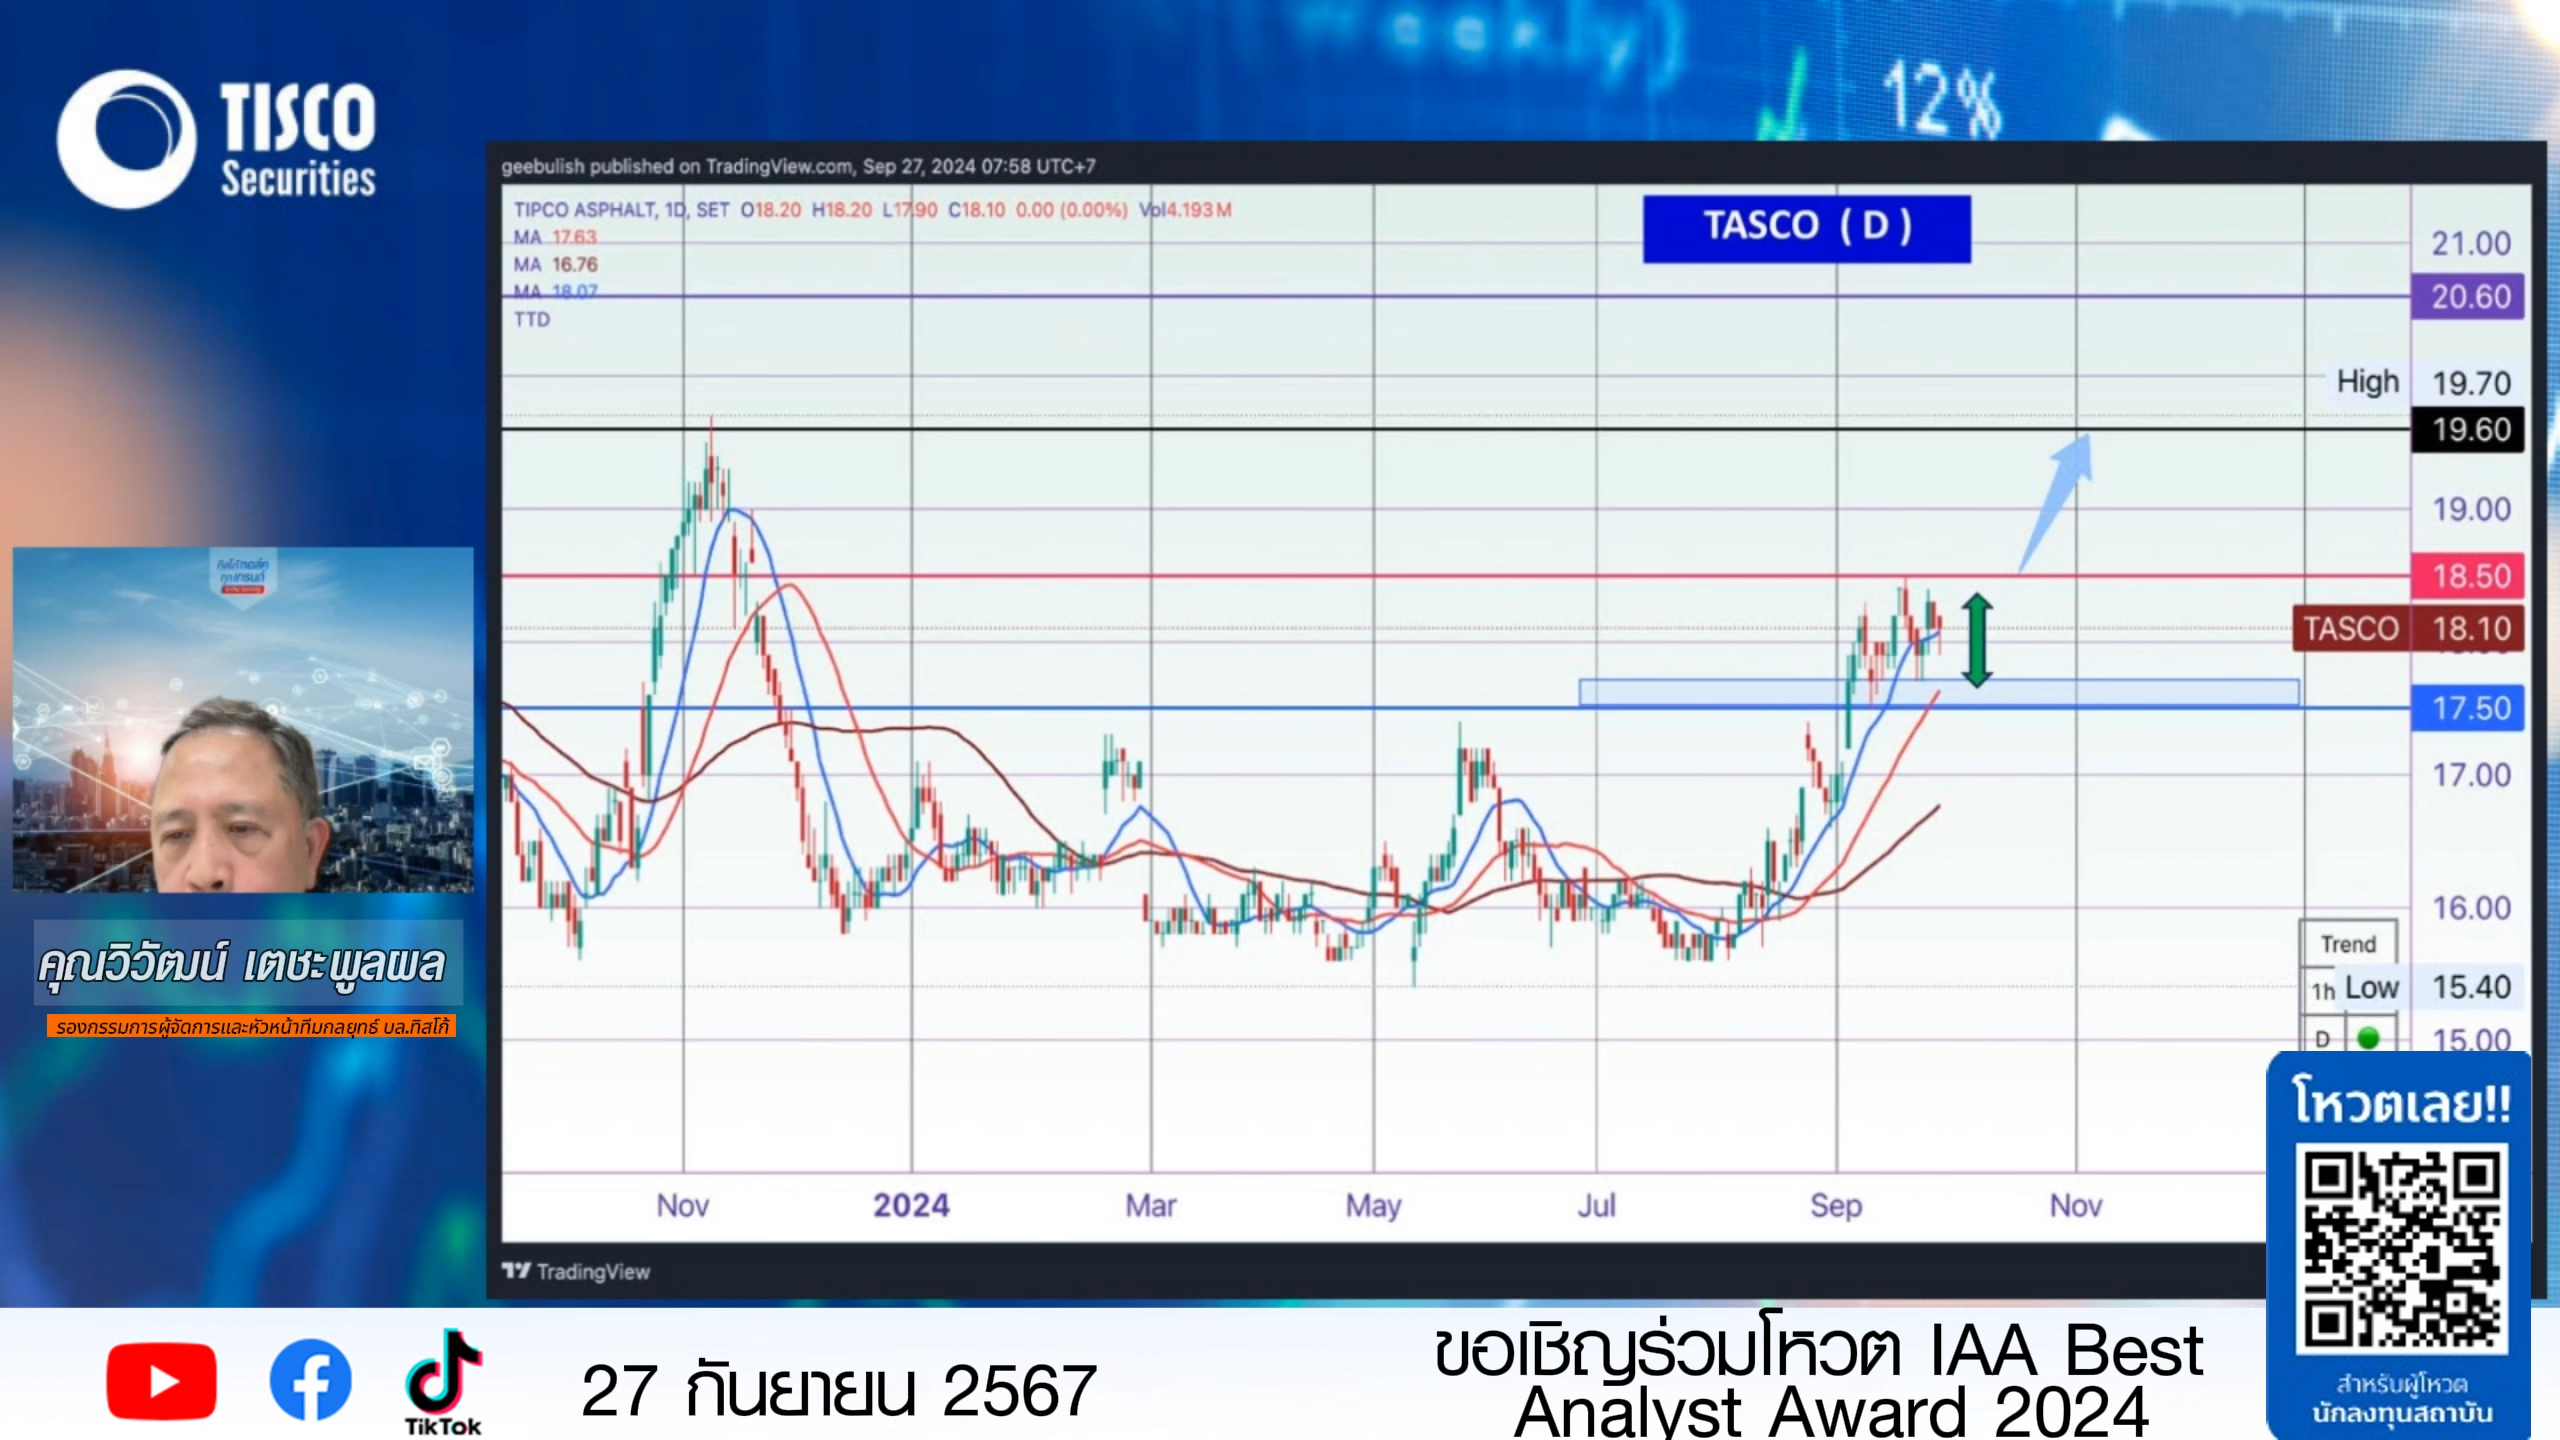 (Weekly)
12%
TISCO
Securities
geebulish published on TradingView.com, Sep 27, 2024 07:58 UTC+7
TIPCO ASPHALT, 1D, SET O18.20 H18.20 L17.90 C18.10 0.00 (0.00%) Vol4.193M
MA 17.63
MA 16.76
MA 18.07
TTD
TASCO ( D )
21.00
20.60
High 19.70
19.60
19.00
18.50
TASCO 18.10
17.50
17.00
16.00
Trend
1h Low 15.40
D 15.00
Nov 2024 Mar May Jul Sep Nov
TradingView
คุณวิวัฒน์ เตชะพูลผล
รองกรรมการผู้จัดการและหัวหน้าทีมกลยุทธ์ บล.ทิสโก้
โหวตเลย!!
สำหรับผู้โหวต
นักลงทุนสถาบัน
TikTok
27 กันยายน 2567
ขอเชิญร่วมโหวต IAA Best
Analyst Award 2024